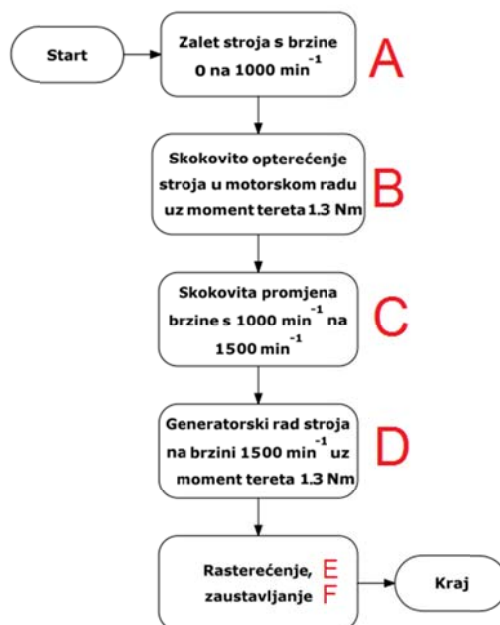 Start
Zalet stroja s brzine
0 na 1000 min⁻¹
A
Skokovito opterećenje
stroja u motorskom radu
uz moment tereta 1.3 Nm
B
Skokovita promjena
brzine s 1000 min⁻¹ na
1500 min⁻¹
C
Generatorski rad stroja
na brzini 1500 min⁻¹ uz
moment tereta 1.3 Nm
D
Rasterećenje, E
zaustavljanje F
Kraj